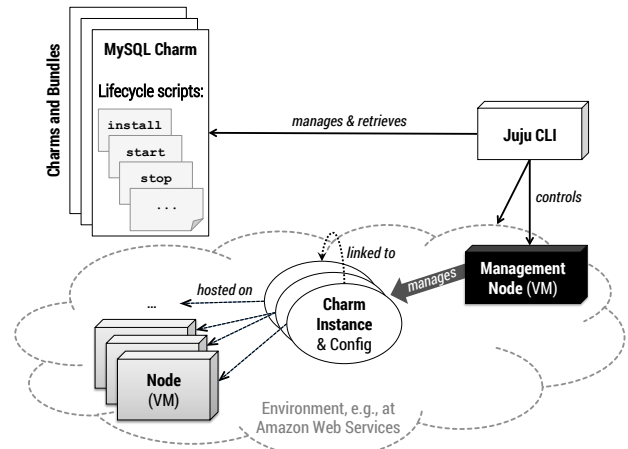 Charms and Bundles
MySQL Charm
Lifecycle scripts:
install
start
stop
...
manages & retrieves
Juju CLI
controls
linked to
manages
Management
Node (VM)
hosted on
...
Charm
Instance
& Config
Node
(VM)
Environment, e.g., at
Amazon Web Services